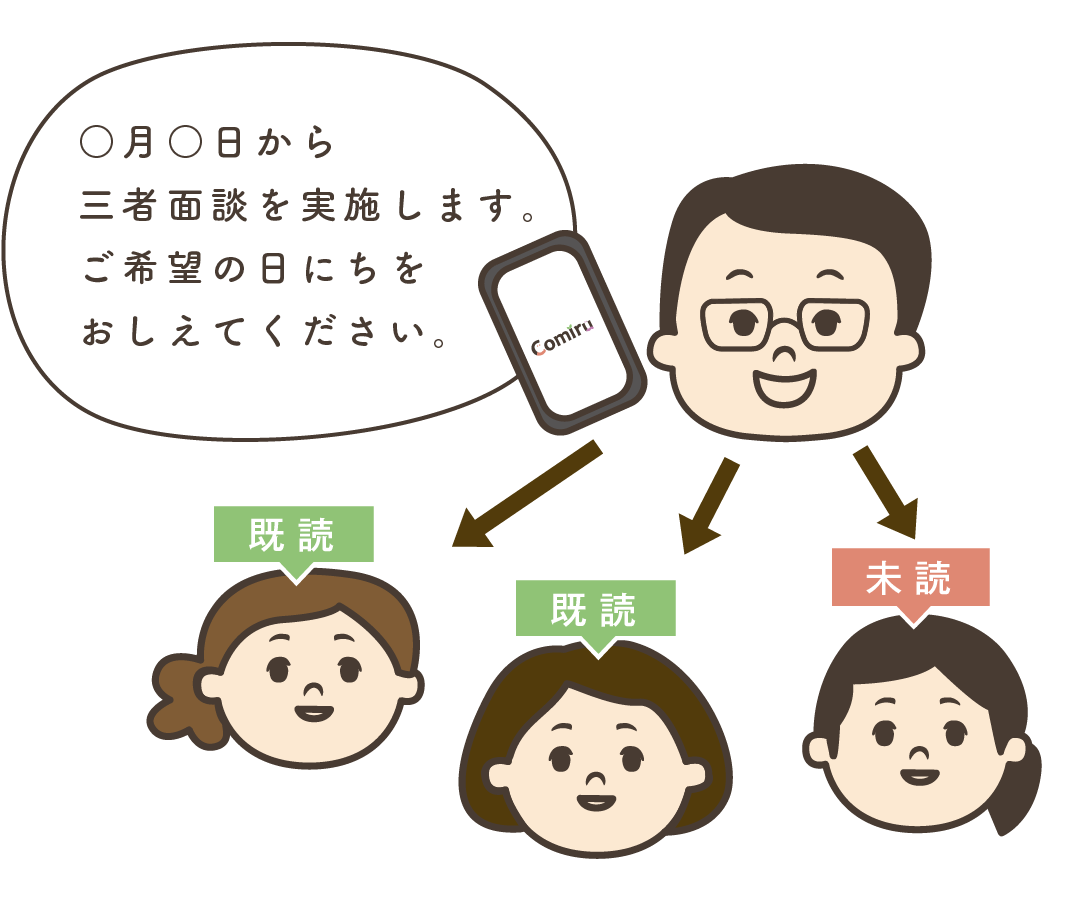 ○月○日から
三者面談を実施します。
ご希望の日にちを
おしえてください。
Comiru
既読
既読
未読